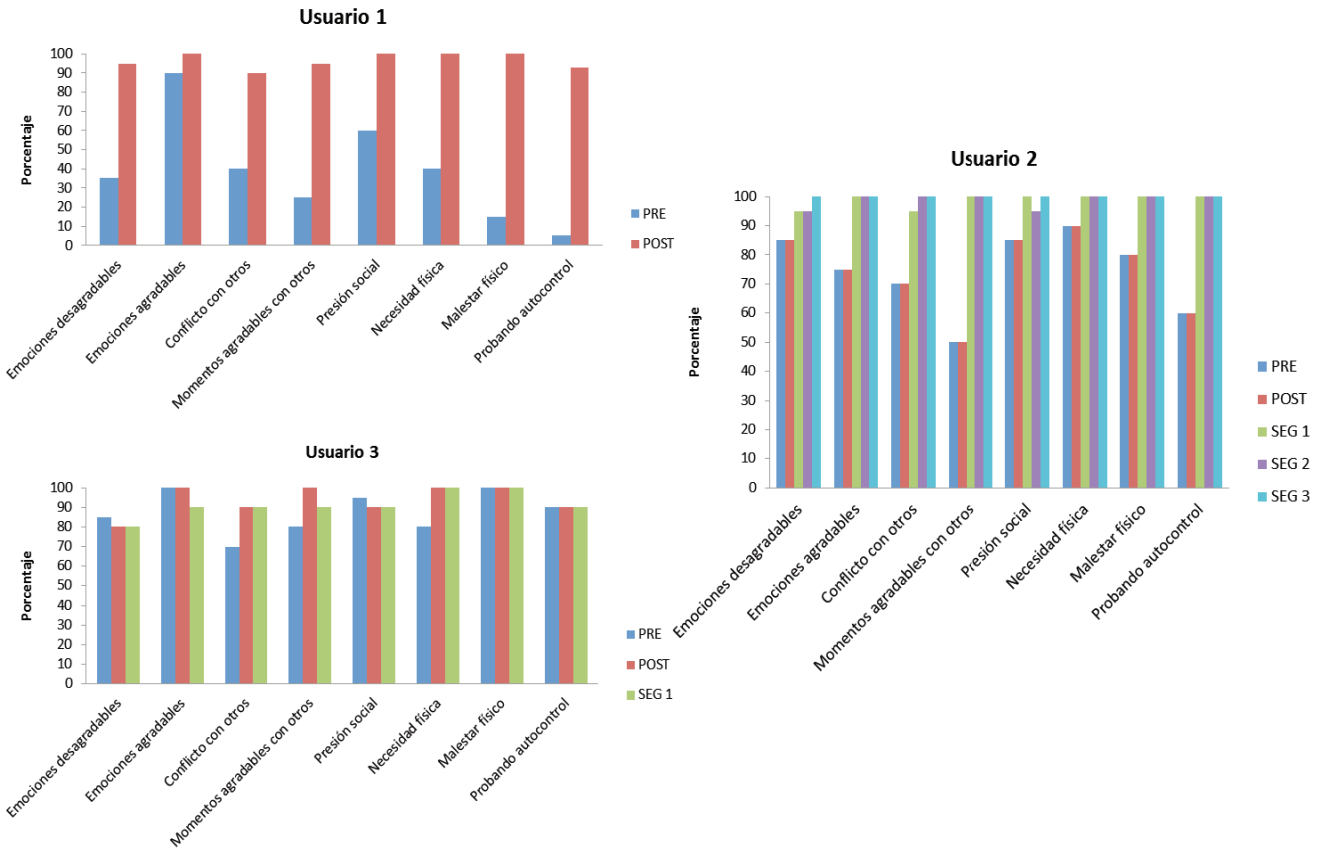 Usuario 1
Porcentaje
100
90
80
70
60
50
40
30
20
10
0
Emociones desagradables
Emociones agradables
Conflicto con otros
Momentos agradables con otros
Presión social
Necesidad física
Malestar físico
Probando autocontrol
PRE
POST
Usuario 2
Porcentaje
100
90
80
70
60
50
40
30
20
10
0
Emociones desagradables
Emociones agradables
Conflicto con otros
Momentos agradables con otros
Presión social
Necesidad física
Malestar físico
Probando autocontrol
PRE
POST
SEG 1
SEG 2
SEG 3
Usuario 3
Porcentaje
100
90
80
70
60
50
40
30
20
10
0
Emociones desagradables
Emociones agradables
Conflicto con otros
Momentos agradables con otros
Presión social
Necesidad física
Malestar físico
Probando autocontrol
PRE
POST
SEG 1